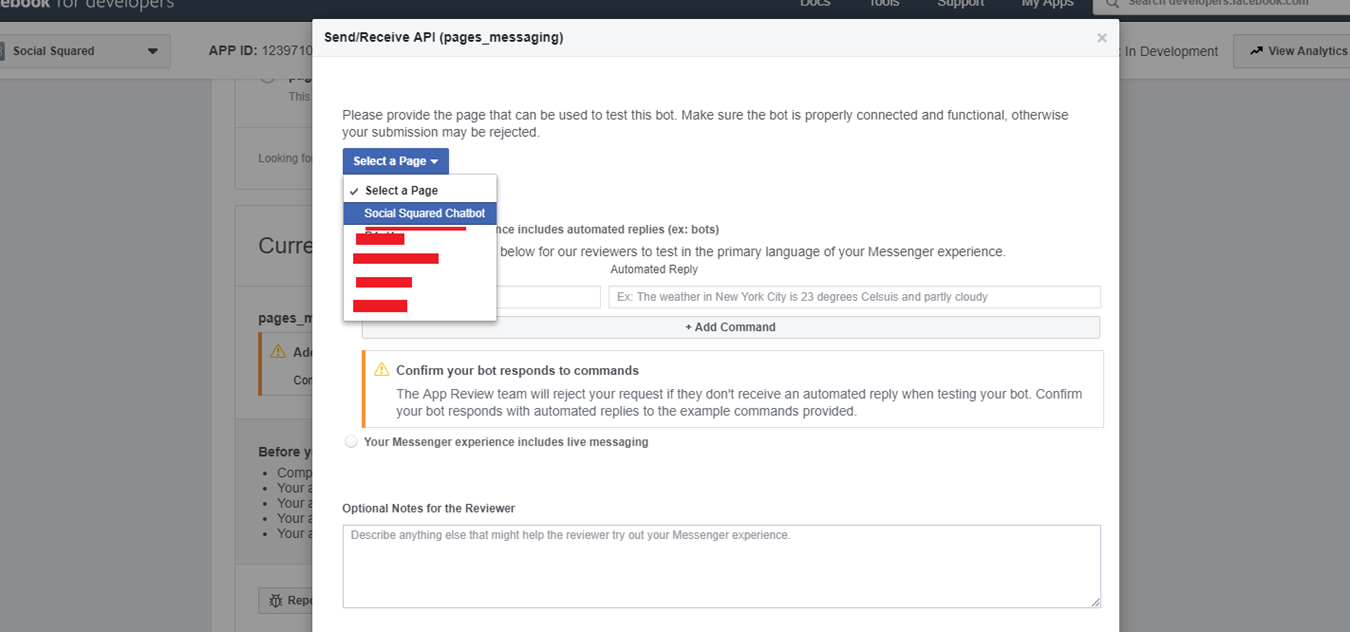 ebook for developers
Docs
Tools
Support
My Apps
Search developers.facebook.com
Social Squared
APP ID: 1239710
In Development
View Analytics
Send/Receive API (pages_messaging)
This
Looking fo
Please provide the page that can be used to test this bot. Make sure the bot is properly connected and functional, otherwise
your submission may be rejected.
Select a Page
Select a Page
Social Squared Chatbot
nce includes automated replies (ex: bots)
Curre
below for our reviewers to test in the primary language of your Messenger experience.
Automated Reply
Ex: The weather in New York City is 23 degrees Celsuis and partly cloudy
pages_m
+ Add Command
Add
Con
Confirm your bot responds to commands
The App Review team will reject your request if they don't receive an automated reply when testing your bot. Confirm
your bot responds with automated replies to the example commands provided.
Your Messenger experience includes live messaging
Before y
Comp
Your a
Your a
Your a
Your a
Optional Notes for the Reviewer
Describe anything else that might help the reviewer try out your Messenger experience.
Repo